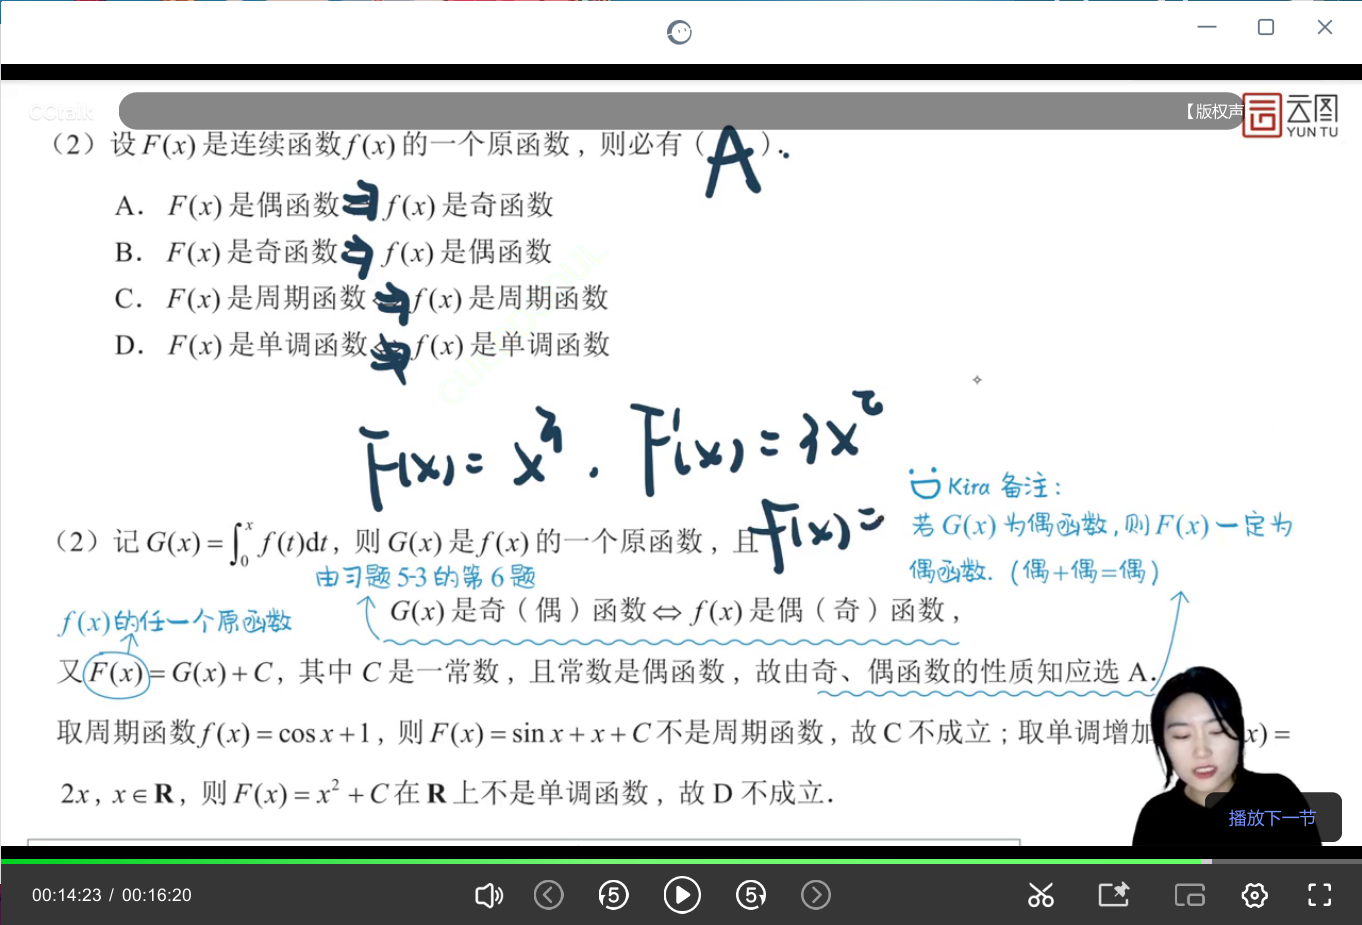 CCtalk
【版权声
云图
YUN TU
（2）设 F(x) 是连续函数 f(x) 的一个原函数，则必有（A）.
A. F(x) 是偶函数⇒f(x) 是奇函数
B. F(x) 是奇函数⇒f(x) 是偶函数
C. F(x) 是周期函数⇒f(x) 是周期函数
D. F(x) 是单调函数 f(x) 是单调函数
F(x) = x³. F'(x) = 3x²
f(x) =
Kira 备注：
若 G(x) 为偶函数，则 F(x) 一定为
偶函数.（偶+偶=偶）
（2）记 G(x) = ∫₀ˣ f(t)dt，则 G(x) 是 f(x) 的一个原函数，且
由习题 5-3 的第 6 题
G(x) 是奇（偶）函数⇔f(x) 是偶（奇）函数，
f(x)的任一个原函数
又 F(x) = G(x) + C，其中 C 是一常数，且常数是偶函数，故由奇、偶函数的性质知应选 A.
取周期函数 f(x) = cos x + 1，则 F(x) = sin x + x + C 不是周期函数，故 C 不成立；取单调增加 x) =
2x, x ∈ R，则 F(x) = x² + C 在 R 上不是单调函数，故 D 不成立.
播放下一节
00:14:23 / 00:16:20
5
5